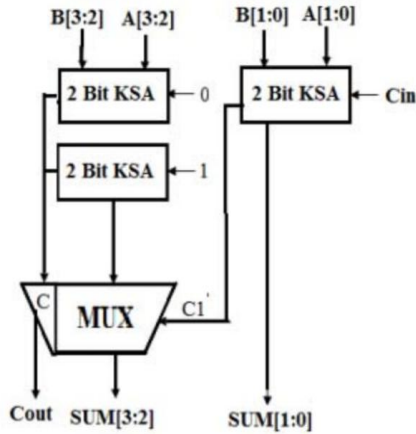 B[3:2] A[3:2]
B[1:0] A[1:0]
2 Bit KSA
0
2 Bit KSA
Cin
2 Bit KSA
1
C
MUX
C1'
Cout
SUM[3:2]
SUM[1:0]